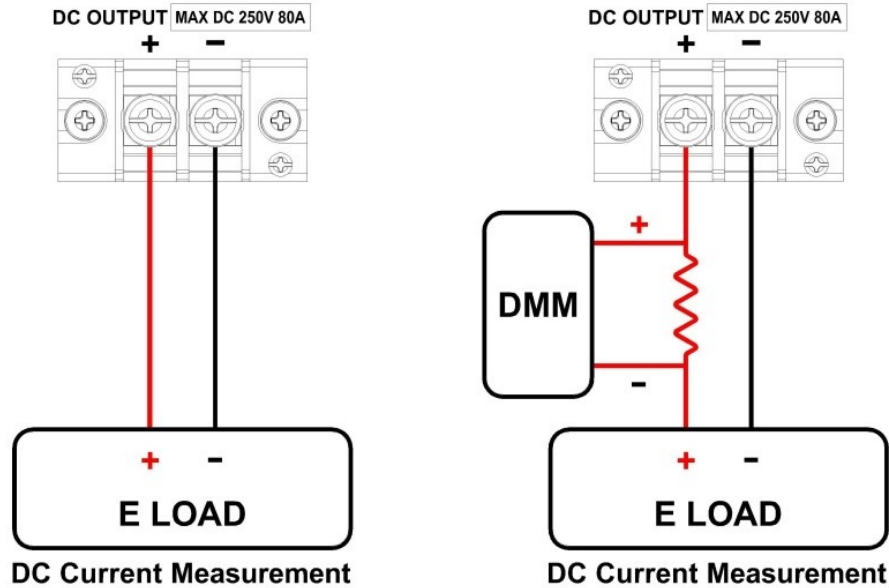 DC OUTPUT MAX DC 250V 80A
+ −
+ −
E LOAD
DC Current Measurement
DC OUTPUT MAX DC 250V 80A
+ −
+
DMM
−
+ −
E LOAD
DC Current Measurement